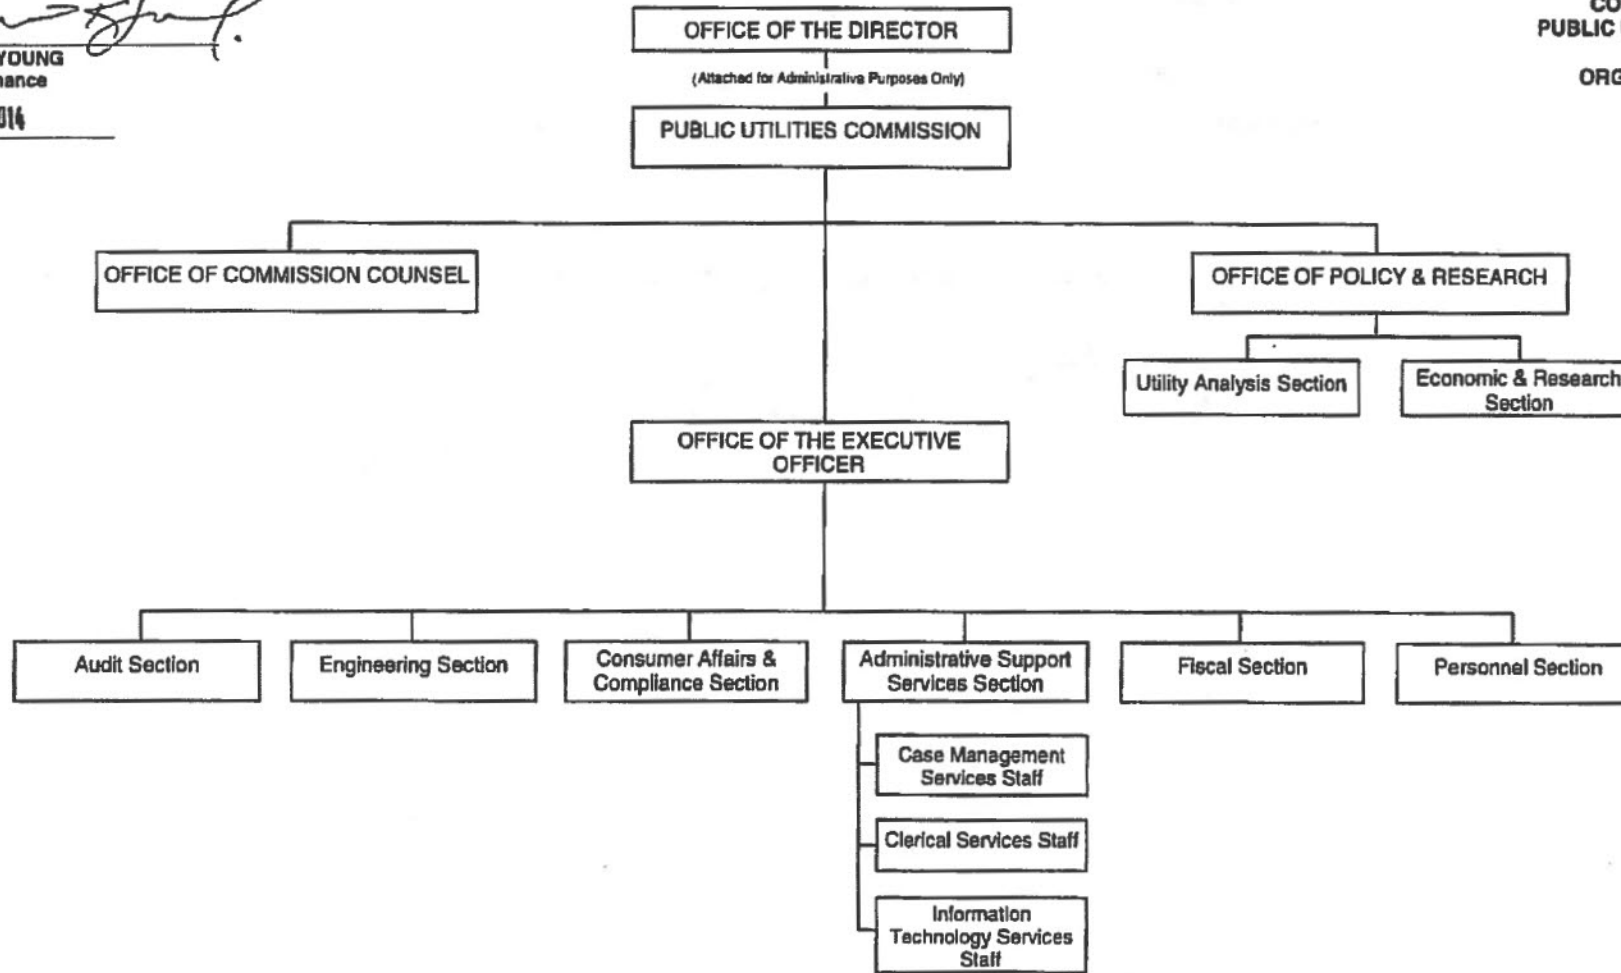 OFFICE OF THE DIRECTOR
(Attached for Administrative Purposes Only)
PUBLIC UTILITIES COMMISSION
YOUNG
CO
PUBLIC
ORG
OFFICE OF COMMISSION COUNSEL
OFFICE OF POLICY & RESEARCH
Utility Analysis Section
Economic & Research
Section
OFFICE OF THE EXECUTIVE
OFFICER
Audit Section
Engineering Section
Consumer Affairs &
Compliance Section
Administrative Support
Services Section
Fiscal Section
Personnel Section
Case Management
Services Staff
Clerical Services Staff
Information
Technology Services
Staff